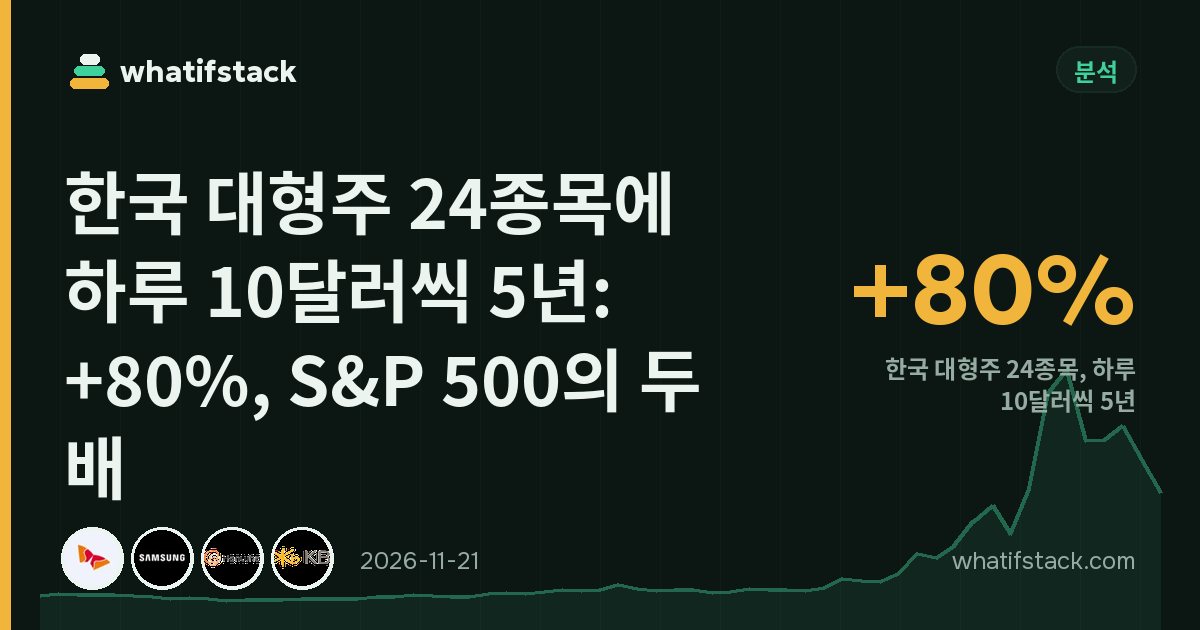 whatifstack
분석
한국 대형주 24종목에
하루 10달러씩 5년:
+80%, S&P 500의 두
배
+80%
한국 대형주 24종목, 하루
10달러씩 5년
SAMSUNG
KB
2026-11-21
whatifstack.com